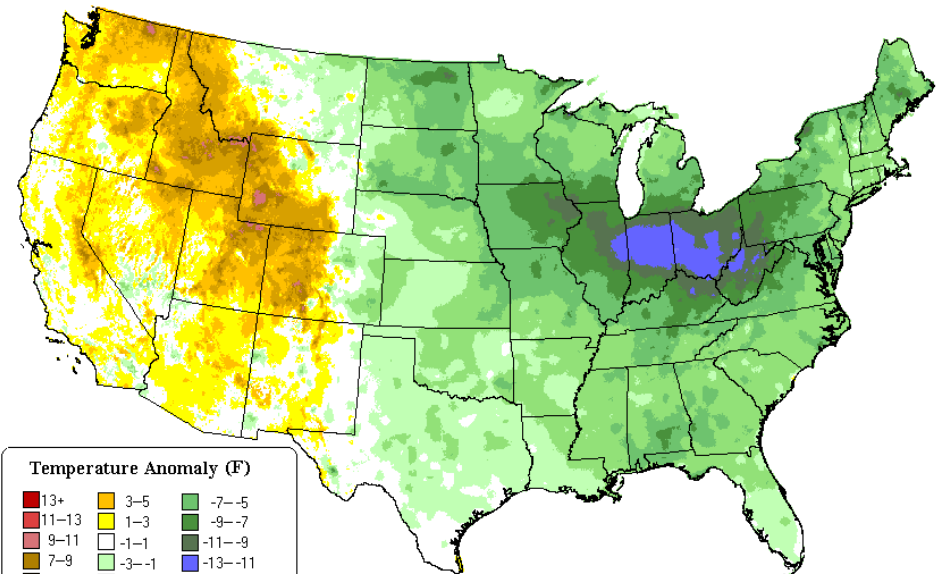 Temperature Anomaly (F)
13+ 3—5 -7--5
11—13 1—3 -9--7
9—11 -1—1 -11--9
7—9 -3--1 -13--11